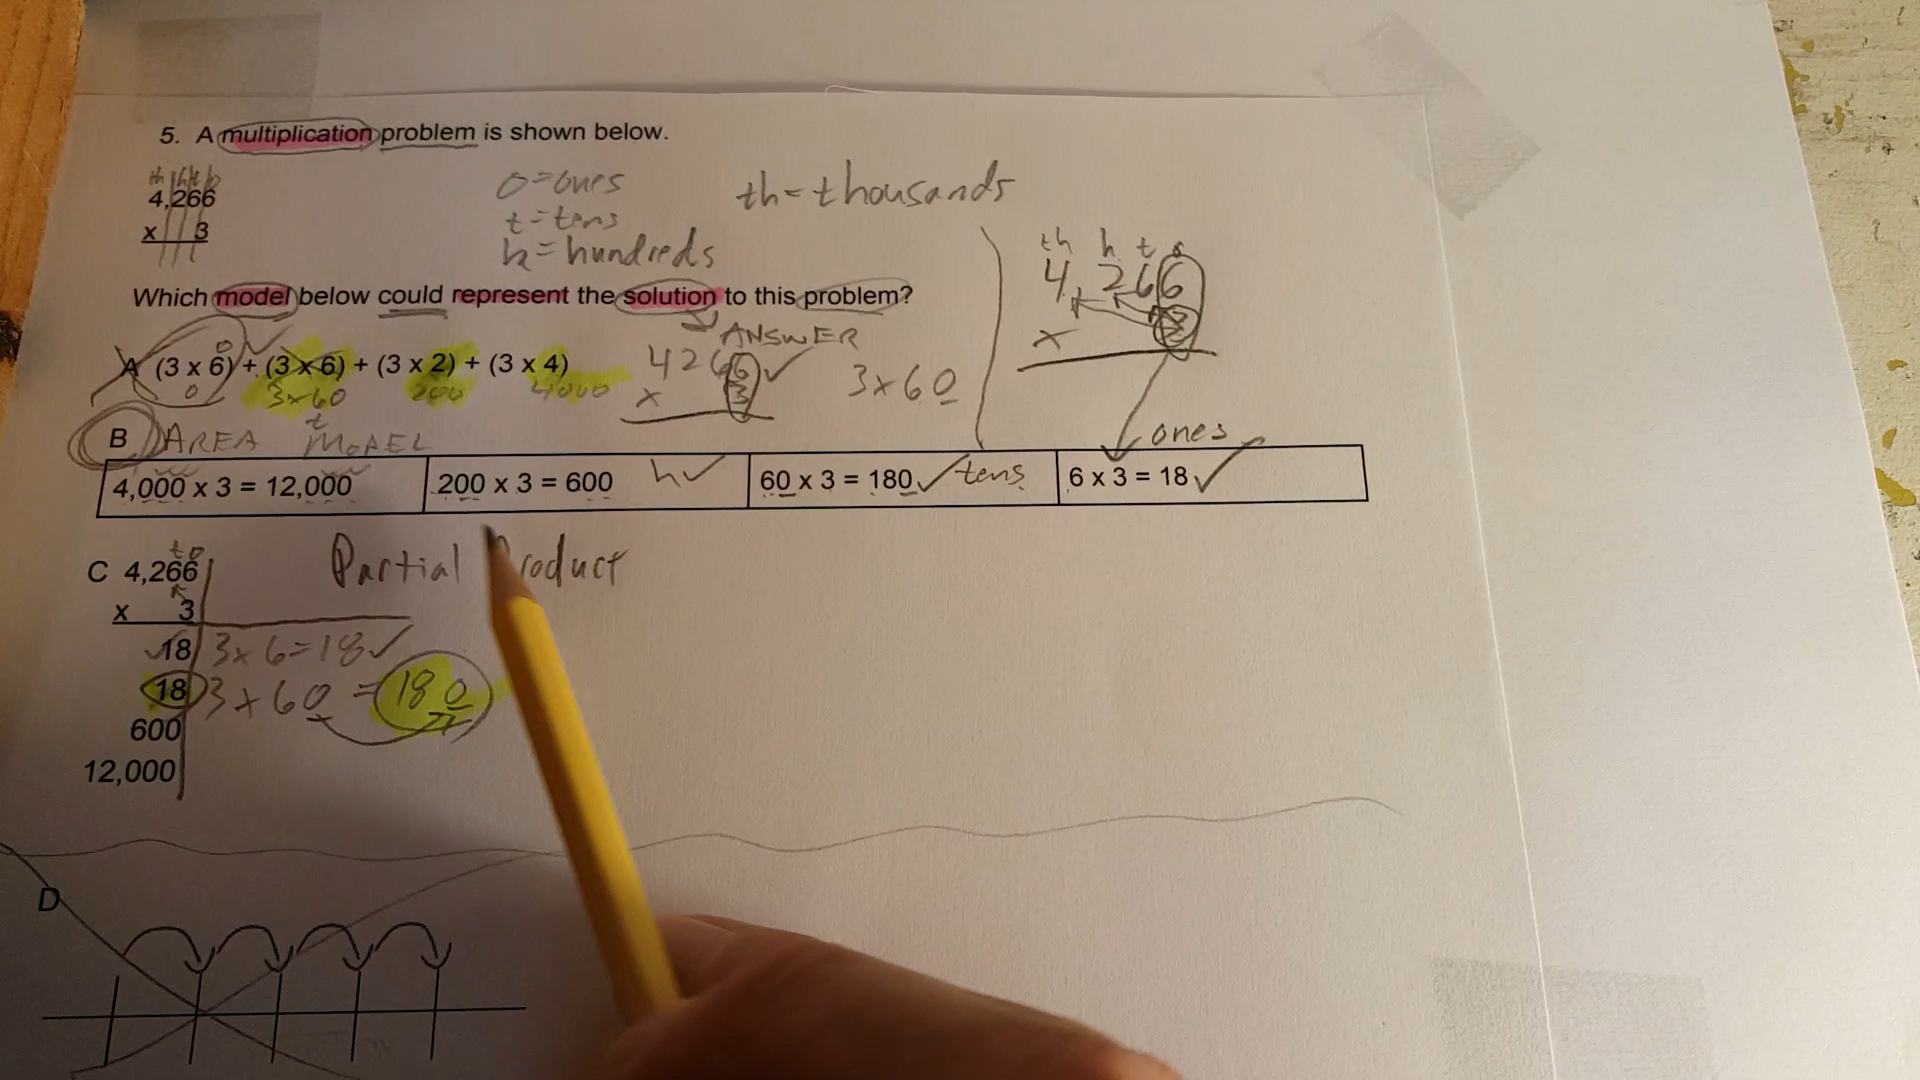 5. A multiplication problem is shown below.
th h t o
4,266
x 3
o=ones
t=tens
h=hundreds
th=thousands
Which model below could represent the solution to this problem?
ANSWER
A (3 x 6) + (3 x 6) + (3 x 2) + (3 x 4)
o
0
3x60
t
200
4000
4266
x 3
3x60
th h t o
4,266
x 3
ones
B AREA MODEL
4,000 x 3 = 12,000
200 x 3 = 600 h
60 x 3 = 180 tens
6 x 3 = 18
Partial Product
t o
C 4,266
x 3
18 3x6=18
18 3x60=180
600
12,000
D